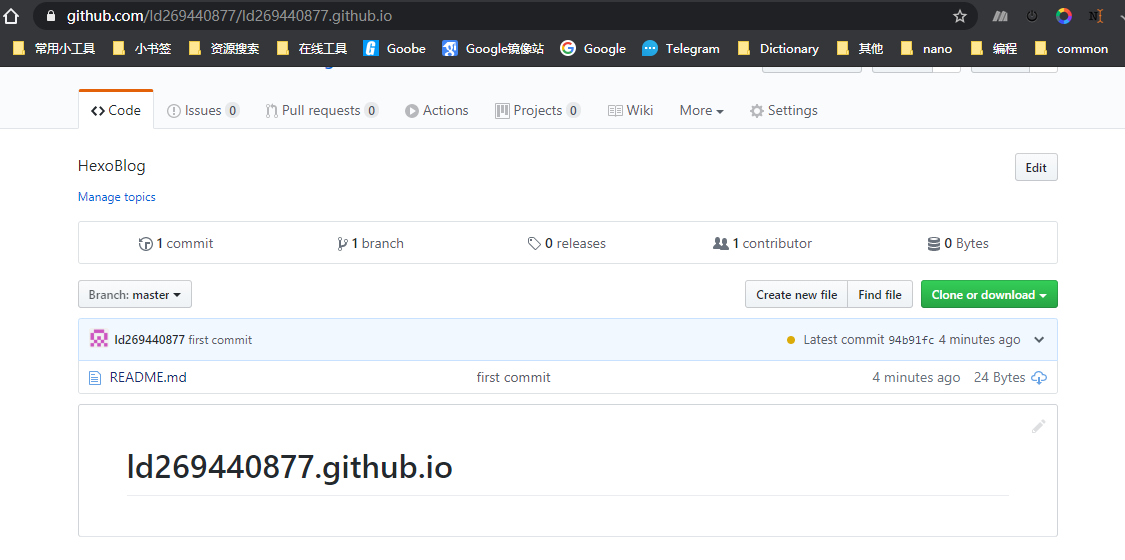 github.com/ld269440877/ld269440877.github.io
常用小工具 小书签 资源搜索 在线工具 Goobe Google镜像站 Google Telegram Dictionary 其他 nano 编程 common
Code Issues 0 Pull requests 0 Actions Projects 0 Wiki More Settings
HexoBlog Edit
Manage topics
1 commit 1 branch 0 releases 1 contributor 0 Bytes
Branch: master Create new file Find file Clone or download
ld269440877 first commit Latest commit 94b91fc 4 minutes ago
README.md first commit 4 minutes ago 24 Bytes
ld269440877.github.io